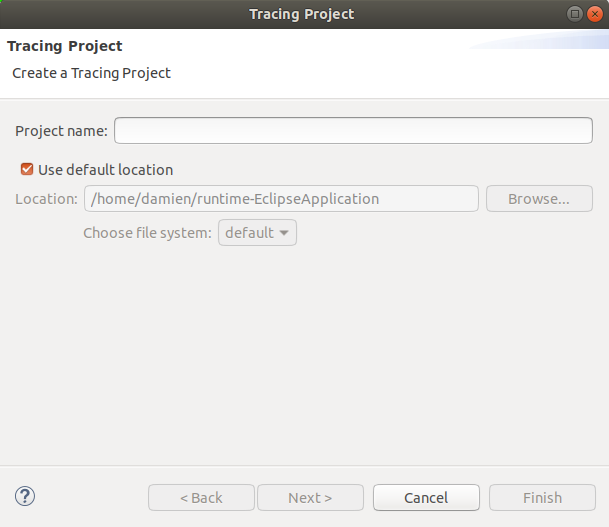 Tracing Project
Tracing Project
Create a Tracing Project
Project name:
Use default location
Location: /home/damien/runtime-EclipseApplication Browse...
Choose file system: default
? < Back Next > Cancel Finish